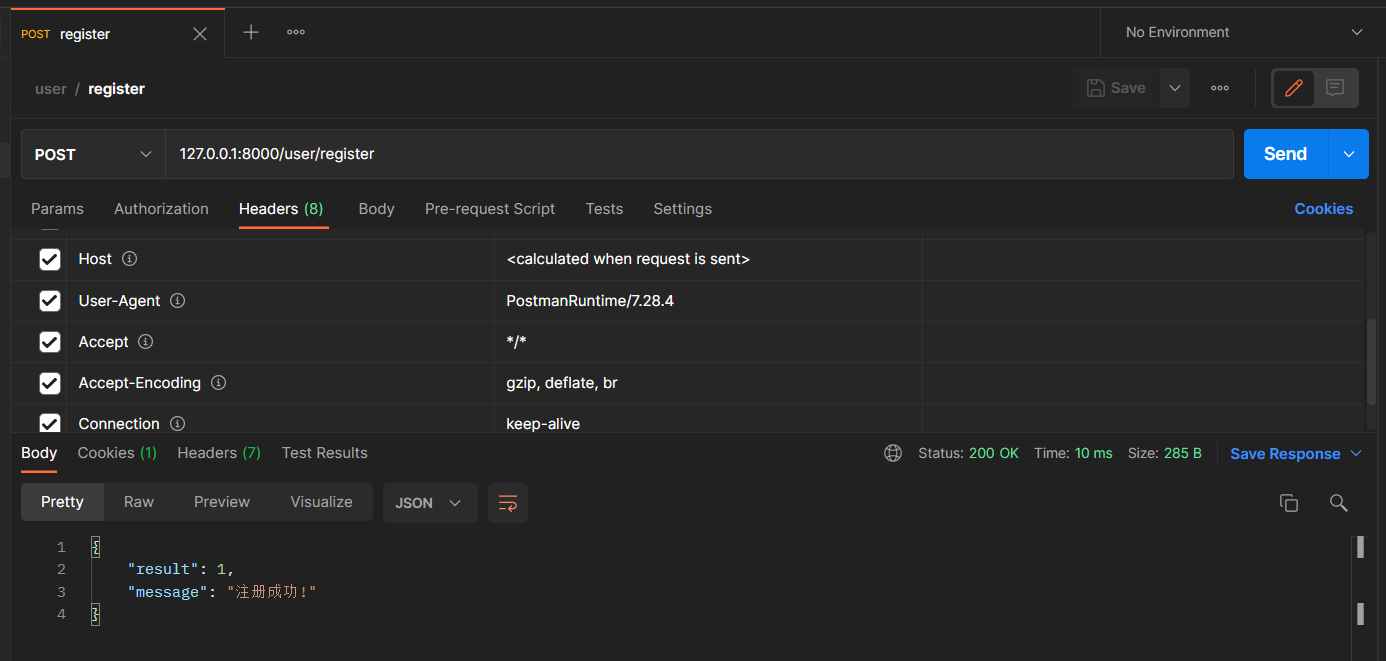 POST register
No Environment
user / register
Save
POST 127.0.0.1:8000/user/register Send
Params Authorization Headers (8) Body Pre-request Script Tests Settings Cookies
Host <calculated when request is sent>
User-Agent PostmanRuntime/7.28.4
Accept */*
Accept-Encoding gzip, deflate, br
Connection keep-alive
Body Cookies (1) Headers (7) Test Results Status: 200 OK Time: 10 ms Size: 285 B Save Response
Pretty Raw Preview Visualize JSON
1 {
2 "result": 1,
3 "message": "注册成功!"
4 }